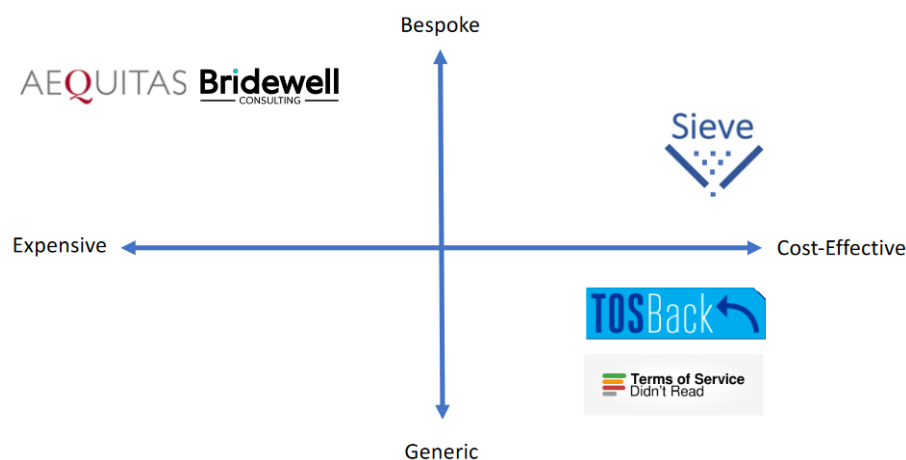 Bespoke
AEQUITAS Bridewell
CONSULTING
Sieve
Expensive
Cost-Effective
TOSBack
Terms of Service
Didn't Read
Generic